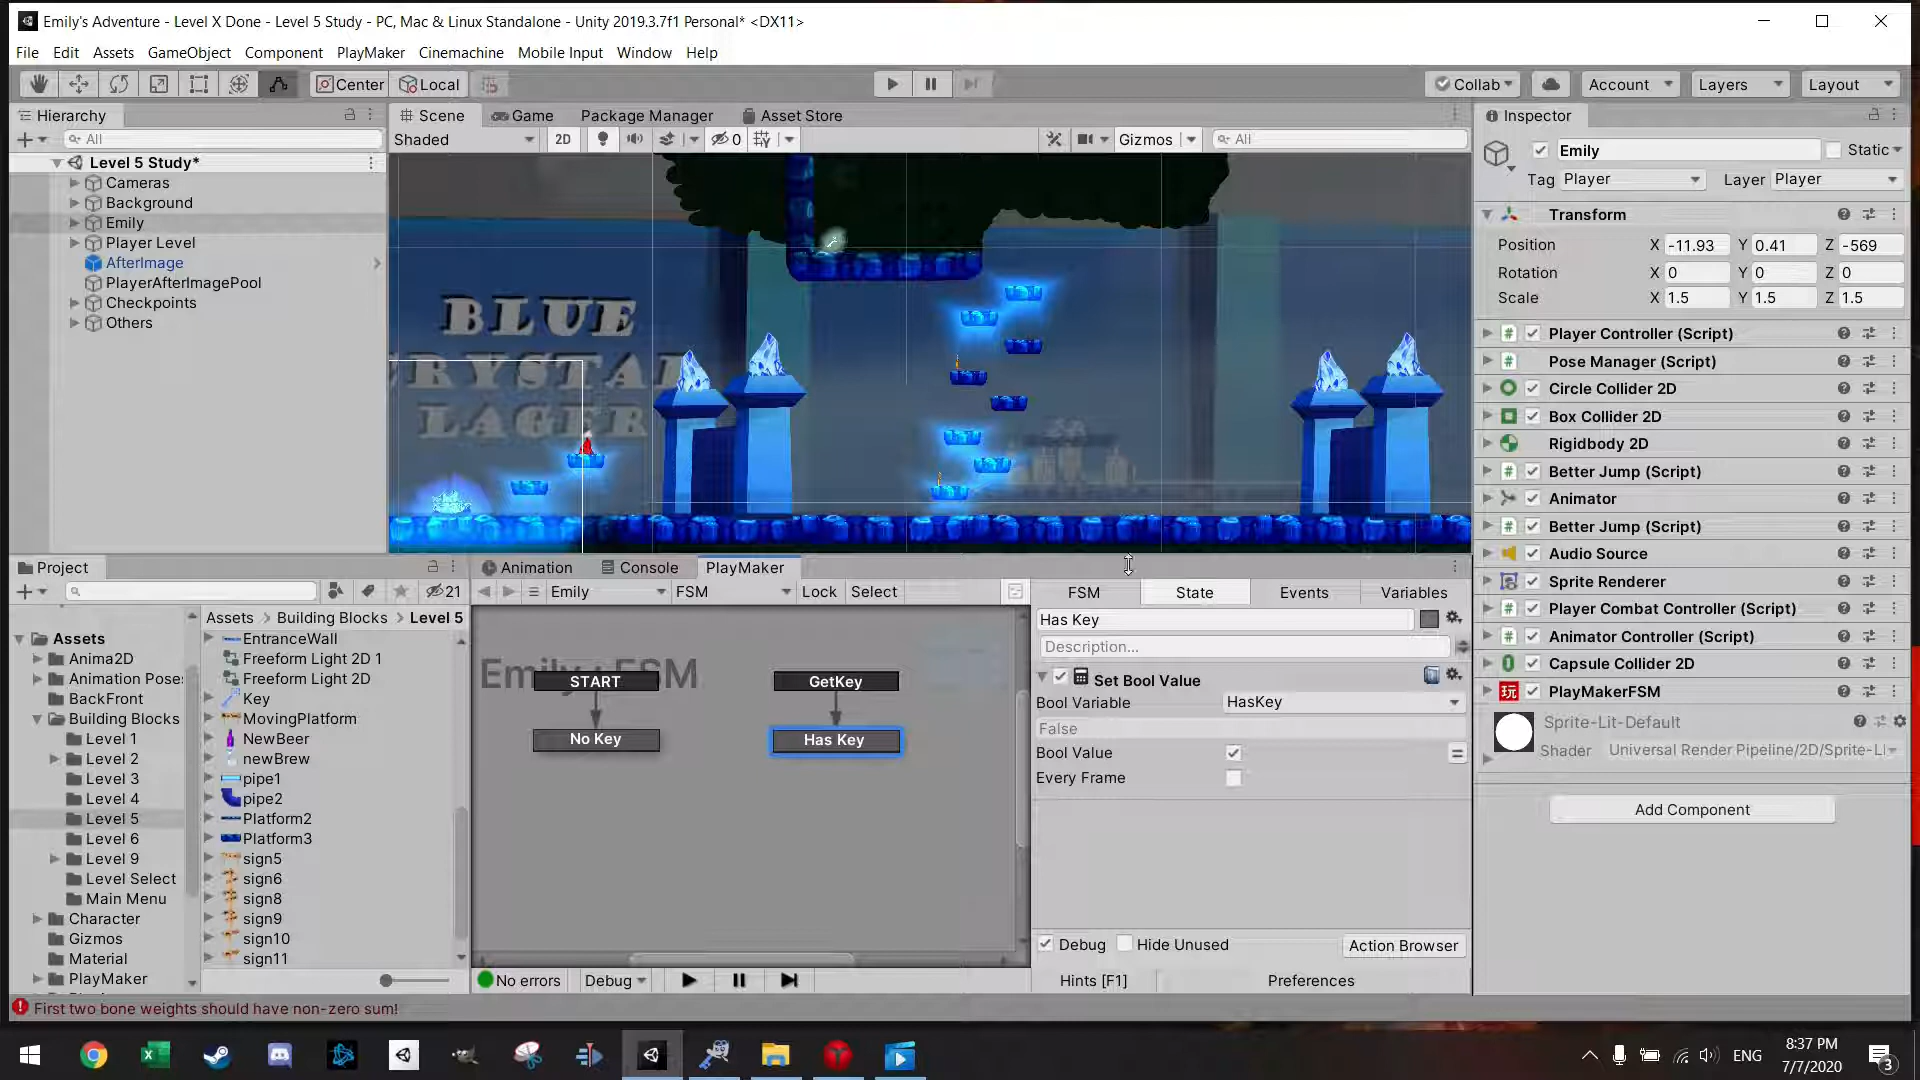 Emily's Adventure - Level X Done - Level 5 Study - PC, Mac & Linux Standalone - Unity 2019.3.7f1 Personal* <DX11>
File Edit Assets GameObject Component PlayMaker Cinemachine Mobile Input Window Help
Center Local Collab Account Layers Layout
Hierarchy
All
Level 5 Study*
Cameras
Background
Emily
Player Level
AfterImage
PlayerAfterImagePool
Checkpoints
Others
Scene Game Package Manager Asset Store
Shaded 2D 0 Gizmos All
BLUE
CRYSTAL
LAGER
Inspector
Emily Static
Tag Player Layer Player
Transform
Position X -11.93 Y 0.41 Z -569
Rotation X 0 Y 0 Z 0
Scale X 1.5 Y 1.5 Z 1.5
Player Controller (Script)
Pose Manager (Script)
Circle Collider 2D
Box Collider 2D
Rigidbody 2D
Better Jump (Script)
Animator
Better Jump (Script)
Audio Source
Sprite Renderer
Player Combat Controller (Script)
Animator Controller (Script)
Capsule Collider 2D
PlayMakerFSM
Sprite-Lit-Default
Shader Universal Render Pipeline/2D/Sprite-Li
Add Component
Project
21
Assets
Anima2D
Animation Pose
BackFront
Building Blocks
Level 1
Level 2
Level 3
Level 4
Level 5
Level 6
Level 9
Level Select
Main Menu
Character
Gizmos
Material
PlayMaker
Assets > Building Blocks > Level 5
EntranceWall
Freeform Light 2D 1
Freeform Light 2D
Key
MovingPlatform
NewBeer
newBrew
pipe1
pipe2
Platform2
Platform3
sign5
sign6
sign8
sign9
sign10
sign11
Animation Console PlayMaker
Emily FSM Lock Select
Emily : FSM
START
No Key
GetKey
Has Key
FSM State Events Variables
Has Key
Description...
Set Bool Value
Bool Variable HasKey
False
Bool Value
Every Frame
Debug Hide Unused Action Browser
No errors Debug Hints [F1] Preferences
First two bone weights should have non-zero sum!
ENG
8:37 PM
7/7/2020
3